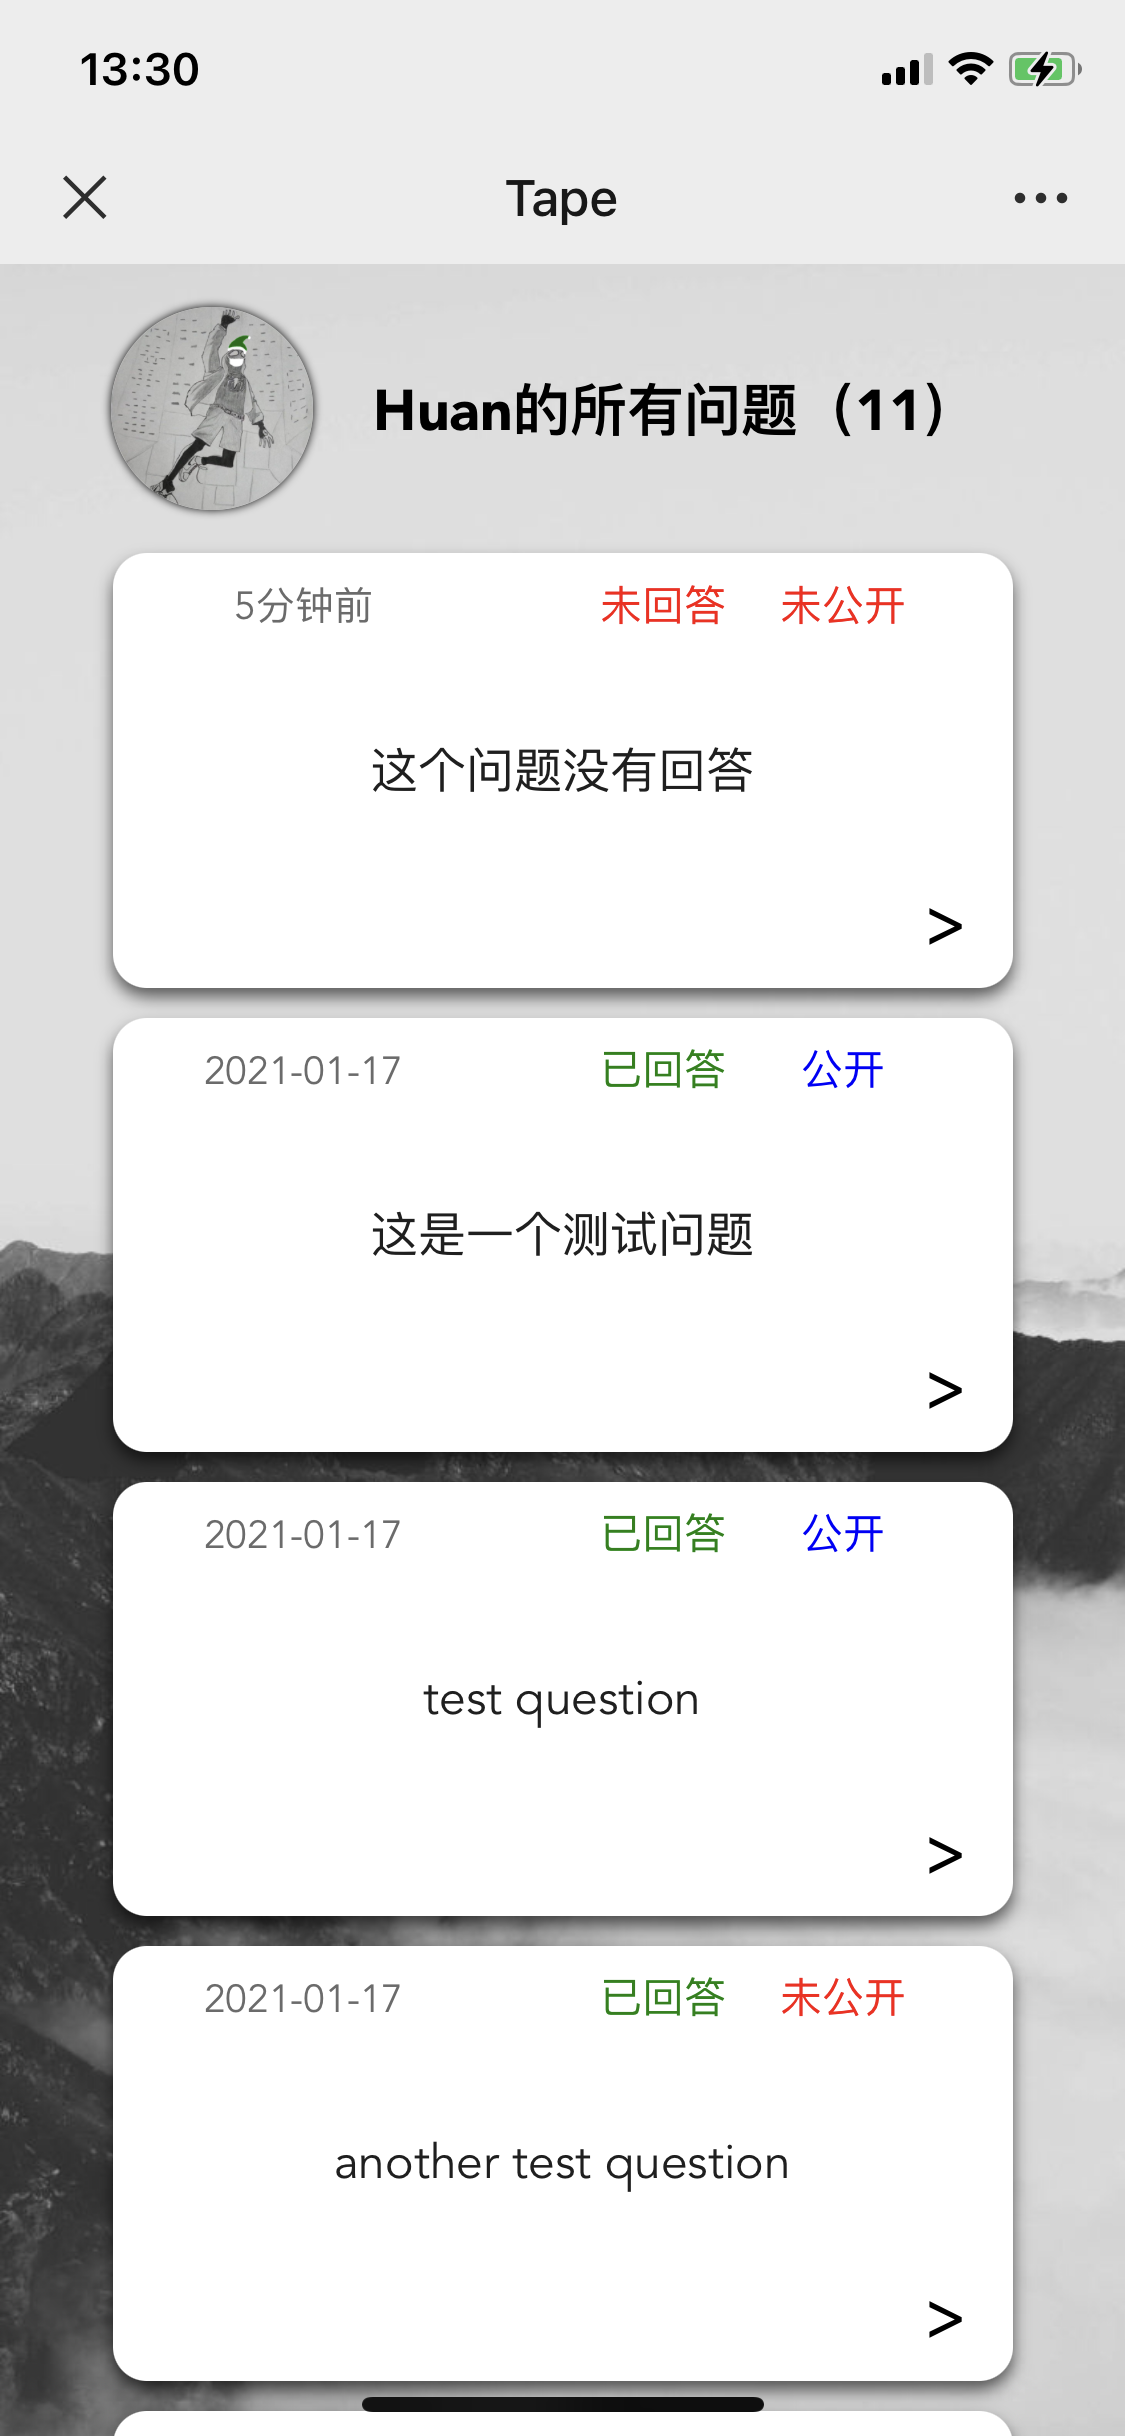 13:30
Tape
Huan的所有问题（11）
5分钟前 未回答 未公开
这个问题没有回答
>
2021-01-17 已回答 公开
这是一个测试问题
>
2021-01-17 已回答 公开
test question
>
2021-01-17 已回答 未公开
another test question
>